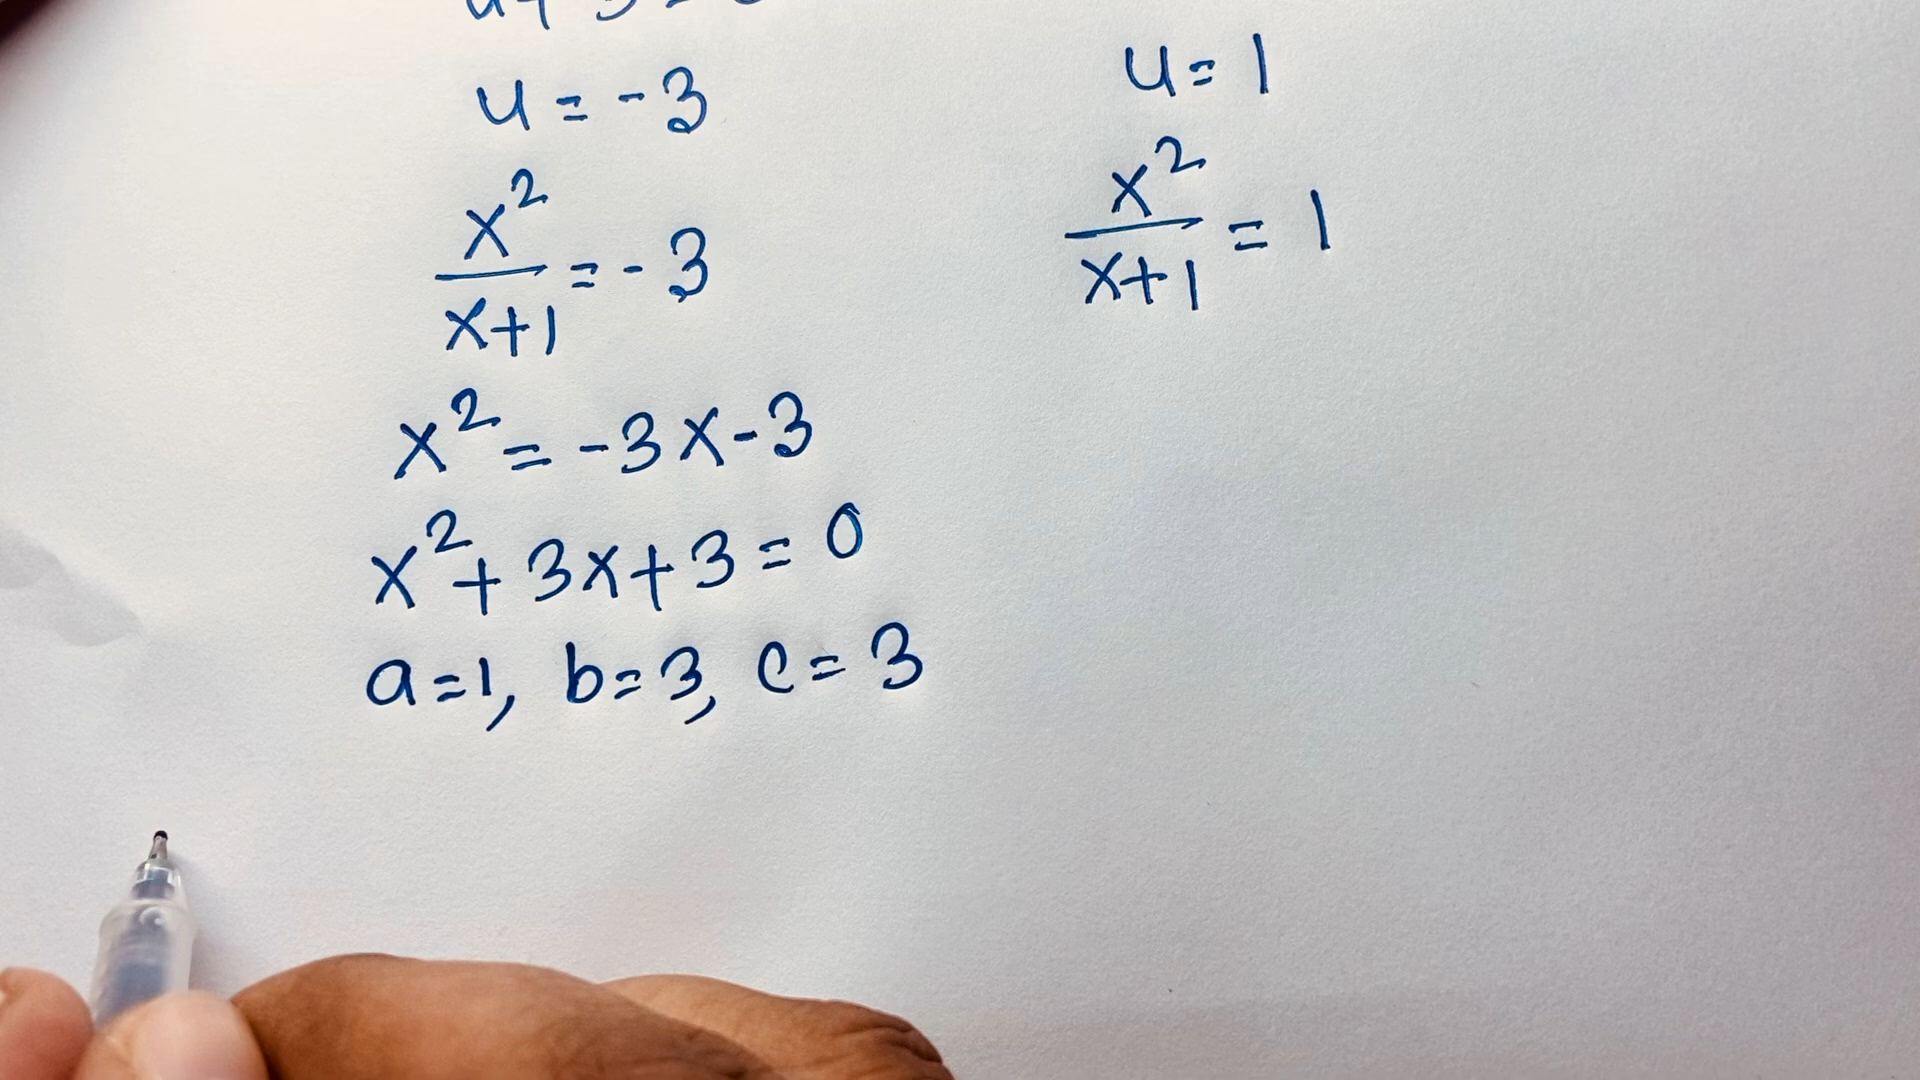 u = -3
x²/x+1 = -3
x² = -3x-3
x²+3x+3=0
a=1, b=3, c=3
u=1
x²/x+1 = 1